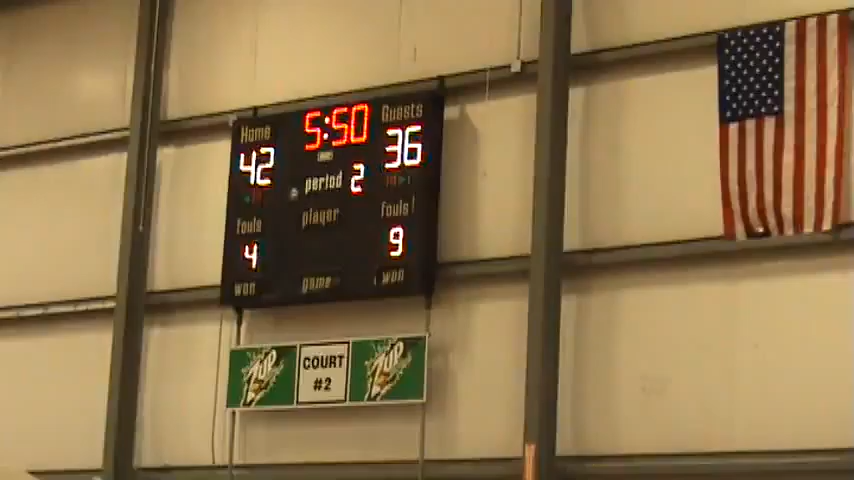 Home 5:50 Guests
42 36
period 2
fouls player fouls
4 9
won game won
7UP COURT #2 7UP